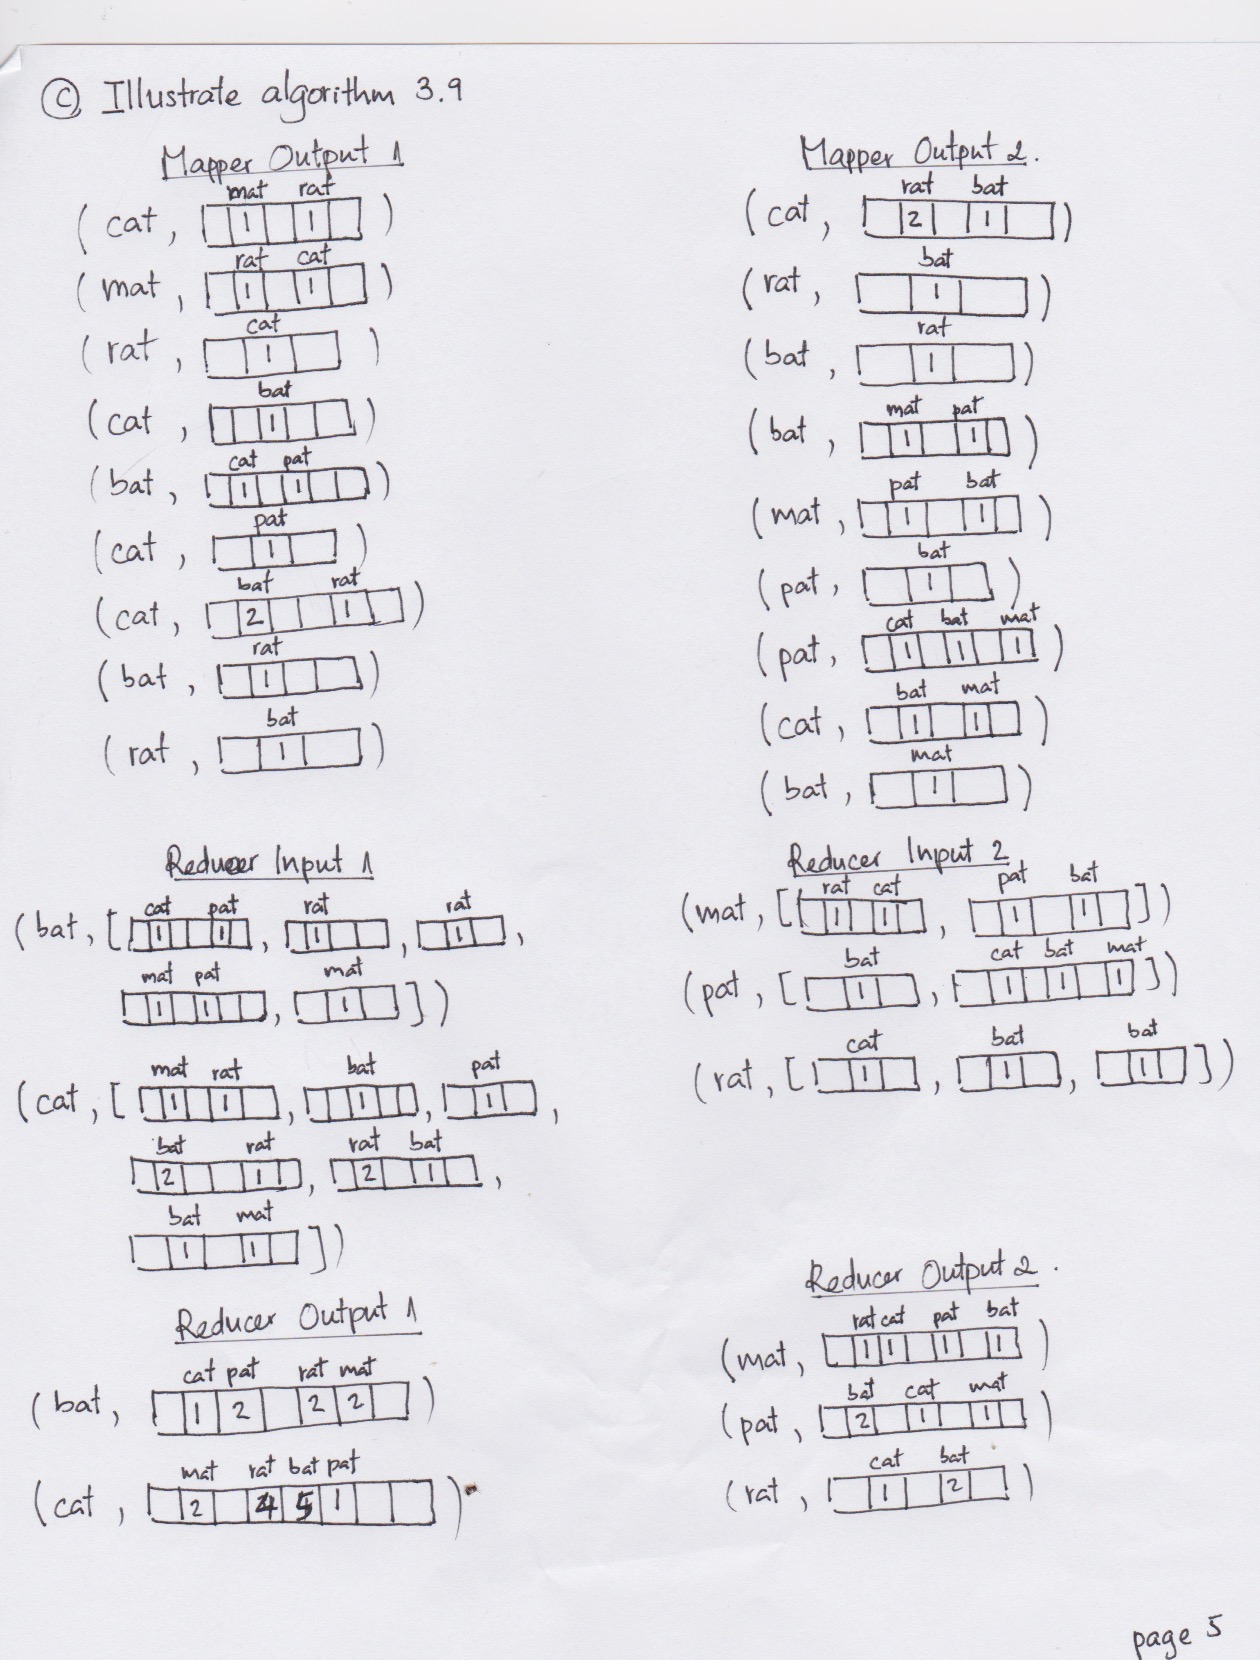 (c) Illustrate algorithm 3.9
Mapper Output 1
mat rat
(cat, 1 1 )
rat cat
(mat, 1 1 )
cat
(rat, 1 )
bat
(cat, 1 )
cat pat
(bat, 1 1 )
pat
(cat, 1 )
bat rat
(cat, 2 1 )
rat
(bat, 1 )
bat
(rat, 1 )
Mapper Output 2.
rat bat
(cat, 2 1 )
bat
(rat, 1 )
rat
(bat, 1 )
mat pat
(bat, 1 1 )
pat bat
(mat, 1 1 )
bat
(pat, 1 )
cat bat mat
(pat, 1 1 1 )
bat mat
(cat, 1 1 )
mat
(bat, 1 )
Reducer Input 1
cat pat rat rat
(bat, [ 1 1 , 1 , 1 ,
mat pat mat
1 1 , 1 ] )
mat rat bat pat
(cat, [ 1 1 , 1 , 1 ,
bat rat rat bat
2 1 , 2 1 ,
bat mat
1 1 ] )
Reducer Input 2
rat cat pat bat
(mat, [ 1 1 , 1 1 ] )
bat cat bat mat
(pat, [ 1 , 1 1 1 ] )
cat bat bat
(rat, [ 1 , 1 , 1 ] )
Reducer Output 1
cat pat rat mat
(bat, 1 2 2 2 )
mat rat bat pat
(cat, 2 4 5 1 )
Reducer Output 2.
rat cat pat bat
(mat, 1 1 1 1 )
bat cat mat
(pat, 2 1 1 )
cat bat
(rat, 1 2 )
page 5